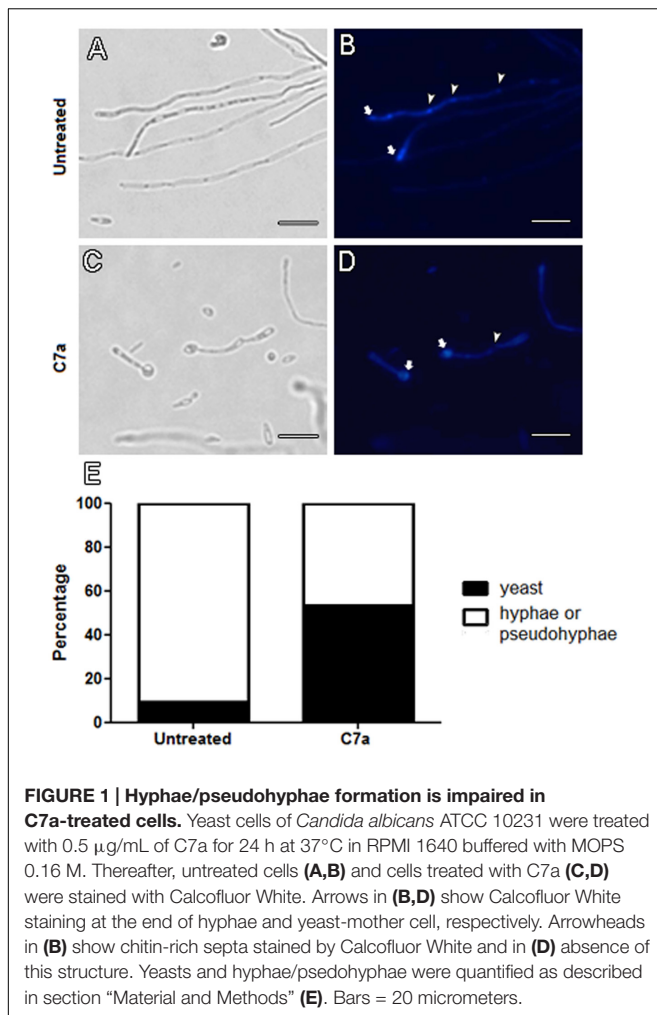 A
B
Untreated
C
D
C7a
E
100
80
60
40
20
0
Percentage
Untreated
C7a
yeast
hyphae or
pseudohyphae
FIGURE 1 | Hyphae/pseudohyphae formation is impaired in
C7a-treated cells. Yeast cells of Candida albicans ATCC 10231 were treated
with 0.5 μg/mL of C7a for 24 h at 37°C in RPMI 1640 buffered with MOPS
0.16 M. Thereafter, untreated cells (A,B) and cells treated with C7a (C,D)
were stained with Calcofluor White. Arrows in (B,D) show Calcofluor White
staining at the end of hyphae and yeast-mother cell, respectively. Arrowheads
in (B) show chitin-rich septa stained by Calcofluor White and in (D) absence of
this structure. Yeasts and hyphae/psedohyphae were quantified as described
in section “Material and Methods” (E). Bars = 20 micrometers.